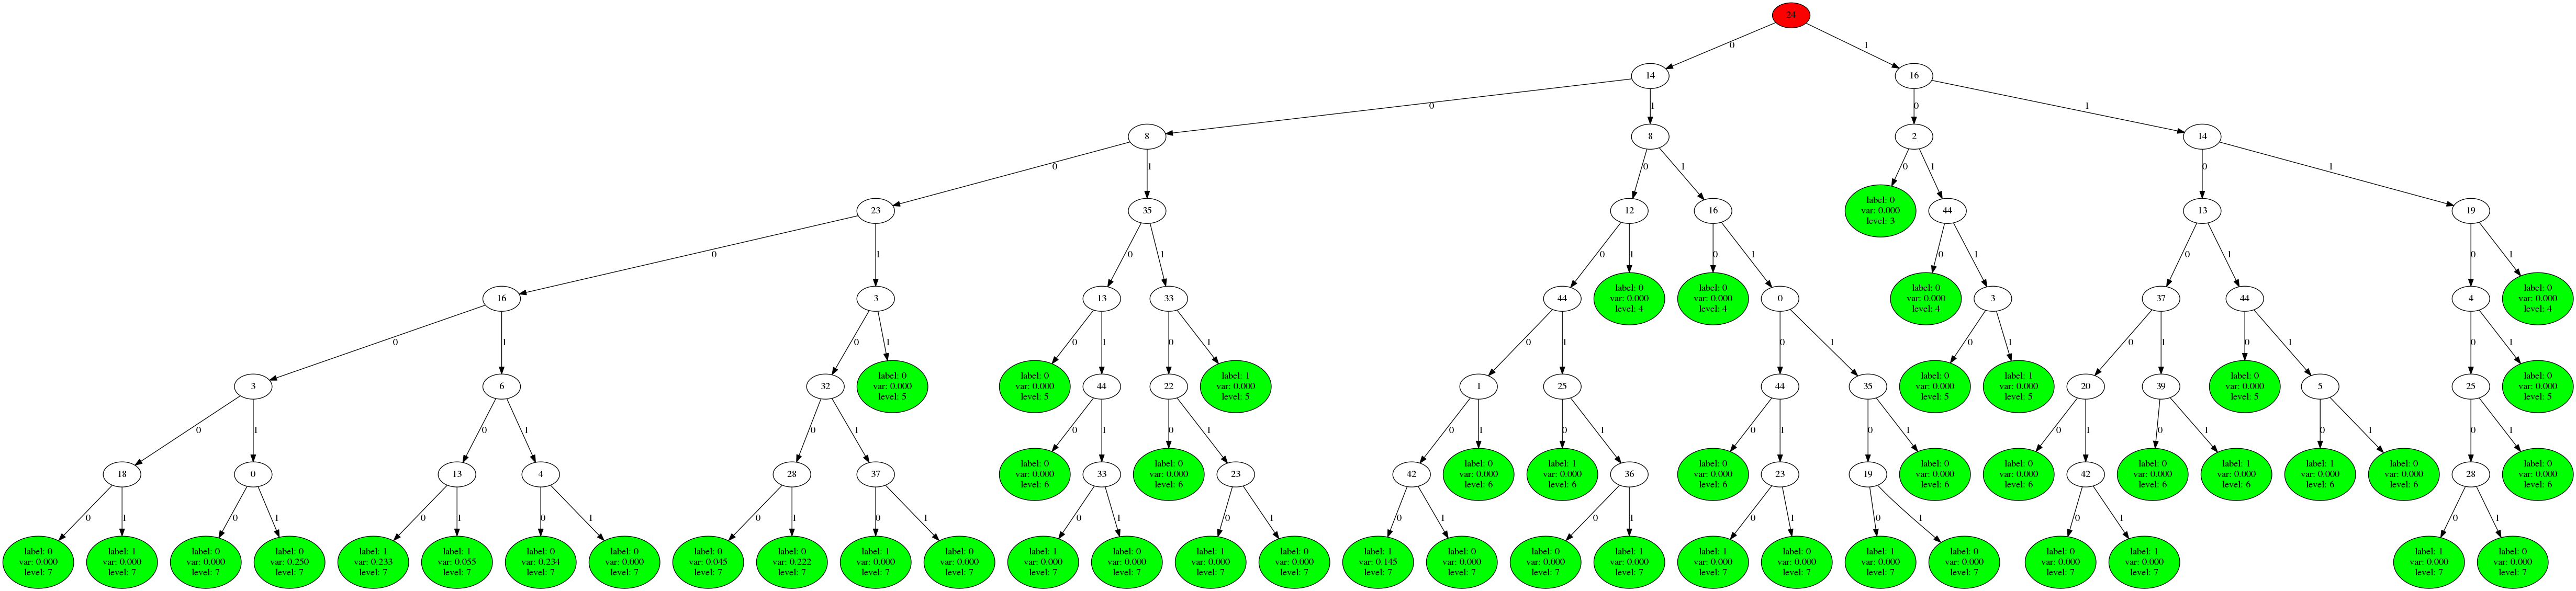 24
0 1
14 16
0 1 0 1
8 8 2 14
0 1 0 1 0 1 0 1
23 35 12 16
label: 0
var: 0.000
level: 3
44 13 19
0 1 0 1 0 1 0 1 0 1 0 1 0 1
16 3 13 33 44
label: 0
var: 0.000
level: 4
label: 0
var: 0.000
level: 4
0
label: 0
var: 0.000
level: 4
3 37 44 4
label: 0
var: 0.000
level: 4
0 1 0 1 0 1 0 1 0 1 0 1 0 1 0 1 0 1 0 1
3 6 32
label: 0
var: 0.000
level: 5
label: 0
var: 0.000
level: 5
44 22
label: 1
var: 0.000
level: 5
1 25 44 35
label: 0
var: 0.000
level: 5
label: 1
var: 0.000
level: 5
20 39
label: 0
var: 0.000
level: 5
5 25
label: 0
var: 0.000
level: 5
0 1 0 1 0 1 0 1 0 1 0 1 0 1 0 1 0 1 0 1 0 1 0 1 0 1
18 0 13 4 28 37
label: 0
var: 0.000
level: 6
33
label: 0
var: 0.000
level: 6
23 42
label: 0
var: 0.000
level: 6
label: 1
var: 0.000
level: 6
36
label: 0
var: 0.000
level: 6
23 19
label: 0
var: 0.000
level: 6
label: 0
var: 0.000
level: 6
42
label: 0
var: 0.000
level: 6
label: 1
var: 0.000
level: 6
label: 1
var: 0.000
level: 6
label: 0
var: 0.000
level: 6
28
label: 0
var: 0.000
level: 6
0 1 0 1 0 1 0 1 0 1 0 1 0 1 0 1 0 1 0 1 0 1 0 1 0 1 0 1
label: 0
var: 0.000
level: 7
label: 1
var: 0.000
level: 7
label: 0
var: 0.000
level: 7
label: 0
var: 0.250
level: 7
label: 1
var: 0.233
level: 7
label: 1
var: 0.055
level: 7
label: 0
var: 0.234
level: 7
label: 0
var: 0.000
level: 7
label: 0
var: 0.045
level: 7
label: 0
var: 0.222
level: 7
label: 1
var: 0.000
level: 7
label: 0
var: 0.000
level: 7
label: 1
var: 0.000
level: 7
label: 0
var: 0.000
level: 7
label: 1
var: 0.000
level: 7
label: 0
var: 0.000
level: 7
label: 1
var: 0.145
level: 7
label: 0
var: 0.000
level: 7
label: 0
var: 0.000
level: 7
label: 1
var: 0.000
level: 7
label: 1
var: 0.000
level: 7
label: 0
var: 0.000
level: 7
label: 1
var: 0.000
level: 7
label: 0
var: 0.000
level: 7
label: 0
var: 0.000
level: 7
label: 1
var: 0.000
level: 7
label: 1
var: 0.000
level: 7
label: 0
var: 0.000
level: 7